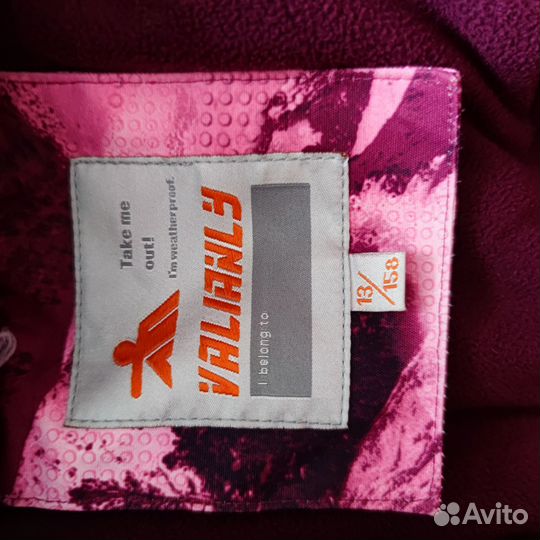 Take me
out!
I'm weatherproof.
VALIANLY
I belong to
13/158
Avito